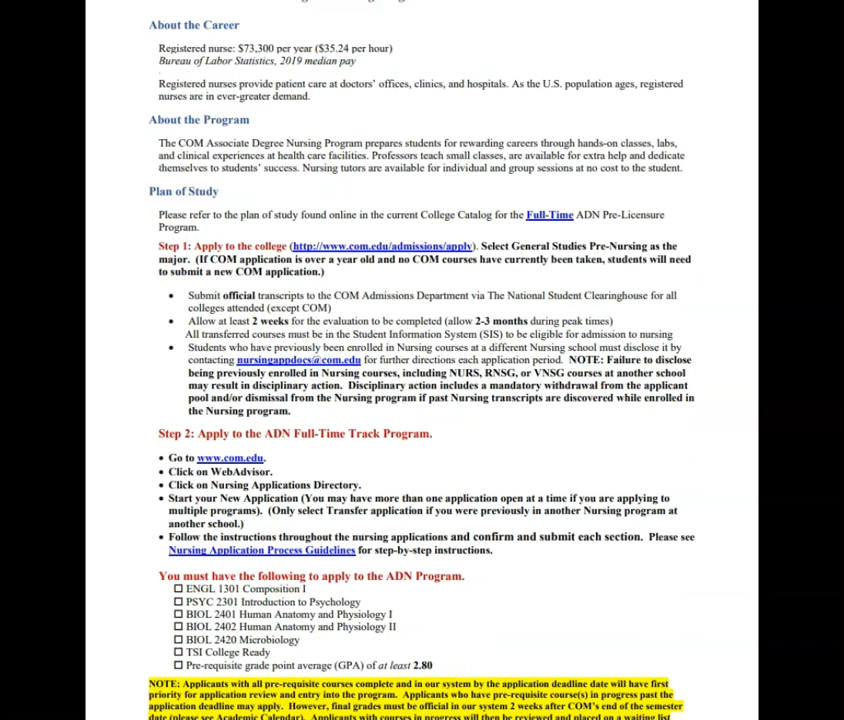 About the Career
Registered nurse: $73,300 per year ($35.24 per hour)
Bureau of Labor Statistics, 2019 median pay
Registered nurses provide patient care at doctors' offices, clinics, and hospitals. As the U.S. population ages, registered
nurses are in ever-greater demand.
About the Program
The COM Associate Degree Nursing Program prepares students for rewarding careers through hands-on classes, labs,
and clinical experiences at health care facilities. Professors teach small classes, are available for extra help and dedicate
themselves to students' success. Nursing tutors are available for individual and group sessions at no cost to the student.
Plan of Study
Please refer to the plan of study found online in the current College Catalog for the Full-Time ADN Pre-Licensure
Program.
Step 1: Apply to the college (http://www.com.edu/admissions/apply). Select General Studies Pre-Nursing as the
major. (If COM application is over a year old and no COM courses have currently been taken, students will need
to submit a new COM application.)
• Submit official transcripts to the COM Admissions Department via The National Student Clearinghouse for all
colleges attended (except COM)
• Allow at least 2 weeks for the evaluation to be completed (allow 2-3 months during peak times)
All transferred courses must be in the Student Information System (SIS) to be eligible for admission to nursing
• Students who have previously been enrolled in Nursing courses at a different Nursing school must disclose it by
contacting nursingappdocs@com.edu for further directions each application period. NOTE: Failure to disclose
being previously enrolled in Nursing courses, including NURS, RNSG, or VNSG courses at another school
may result in disciplinary action. Disciplinary action includes a mandatory withdrawal from the applicant
pool and/or dismissal from the Nursing program if past Nursing transcripts are discovered while enrolled in
the Nursing program.
Step 2: Apply to the ADN Full-Time Track Program.
• Go to www.com.edu.
• Click on WebAdvisor.
• Click on Nursing Applications Directory.
• Start your New Application (You may have more than one application open at a time if you are applying to
multiple programs). (Only select Transfer application if you were previously in another Nursing program at
another school.)
• Follow the instructions throughout the nursing applications and confirm and submit each section. Please see
Nursing Application Process Guidelines for step-by-step instructions.
You must have the following to apply to the ADN Program.
☐ ENGL 1301 Composition I
☐ PSYC 2301 Introduction to Psychology
☐ BIOL 2401 Human Anatomy and Physiology I
☐ BIOL 2402 Human Anatomy and Physiology II
☐ BIOL 2420 Microbiology
☐ TSI College Ready
☐ Pre-requisite grade point average (GPA) of at least 2.80
NOTE: Applicants with all pre-requisite courses complete and in our system by the application deadline date will have first
priority for application review and entry into the program. Applicants who have pre-requisite course(s) in progress past the
application deadline may apply. However, final grades must be official in our system 2 weeks after COM's end of the semester
date (please see Academic Calendar). Applicants with courses in progress will then be reviewed and placed on a waiting list